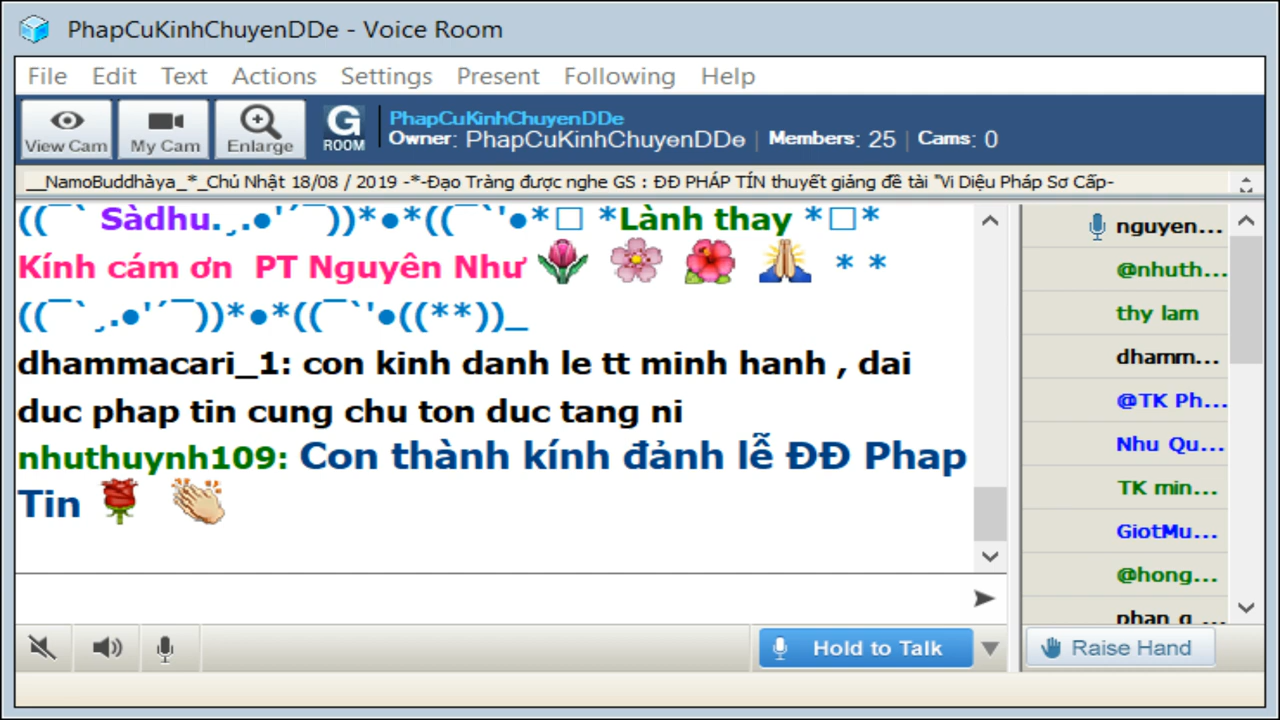 PhapCuKinhChuyenDDe - Voice Room
File Edit Text Actions Settings Present Following Help
View Cam My Cam Enlarge G ROOM
PhapCuKinhChuyenDDe
Owner: PhapCuKinhChuyenDDe | Members: 25 | Cams: 0
__NamoBuddhàya_*_Chủ Nhật 18/08 / 2019 -*-Đạo Tràng được nghe GS : ĐĐ PHÁP TÍN thuyết giảng đề tài "Vi Diệu Pháp Sơ Cấp-
((¯` Sàdhu.¸.●'´¯))*●*((¯`'●*□ *Lành thay *□*
Kính cám ơn PT Nguyên Như 🌷 🌸 🌺 🙏 * *
((¯`¸.●'´¯))*●*((¯`'●((**))_
dhammacari_1: con kinh danh le tt minh hanh , dai
duc phap tin cung chu ton duc tang ni
nhuthuynh109: Con thành kính đảnh lễ ĐĐ Phap
Tin 🌹 👏
nguyen...
@nhuth...
thy lam
dhamm...
@TK Ph...
Nhu Qu...
TK min...
GiotMu...
@hong...
phan q ...
Hold to Talk
Raise Hand